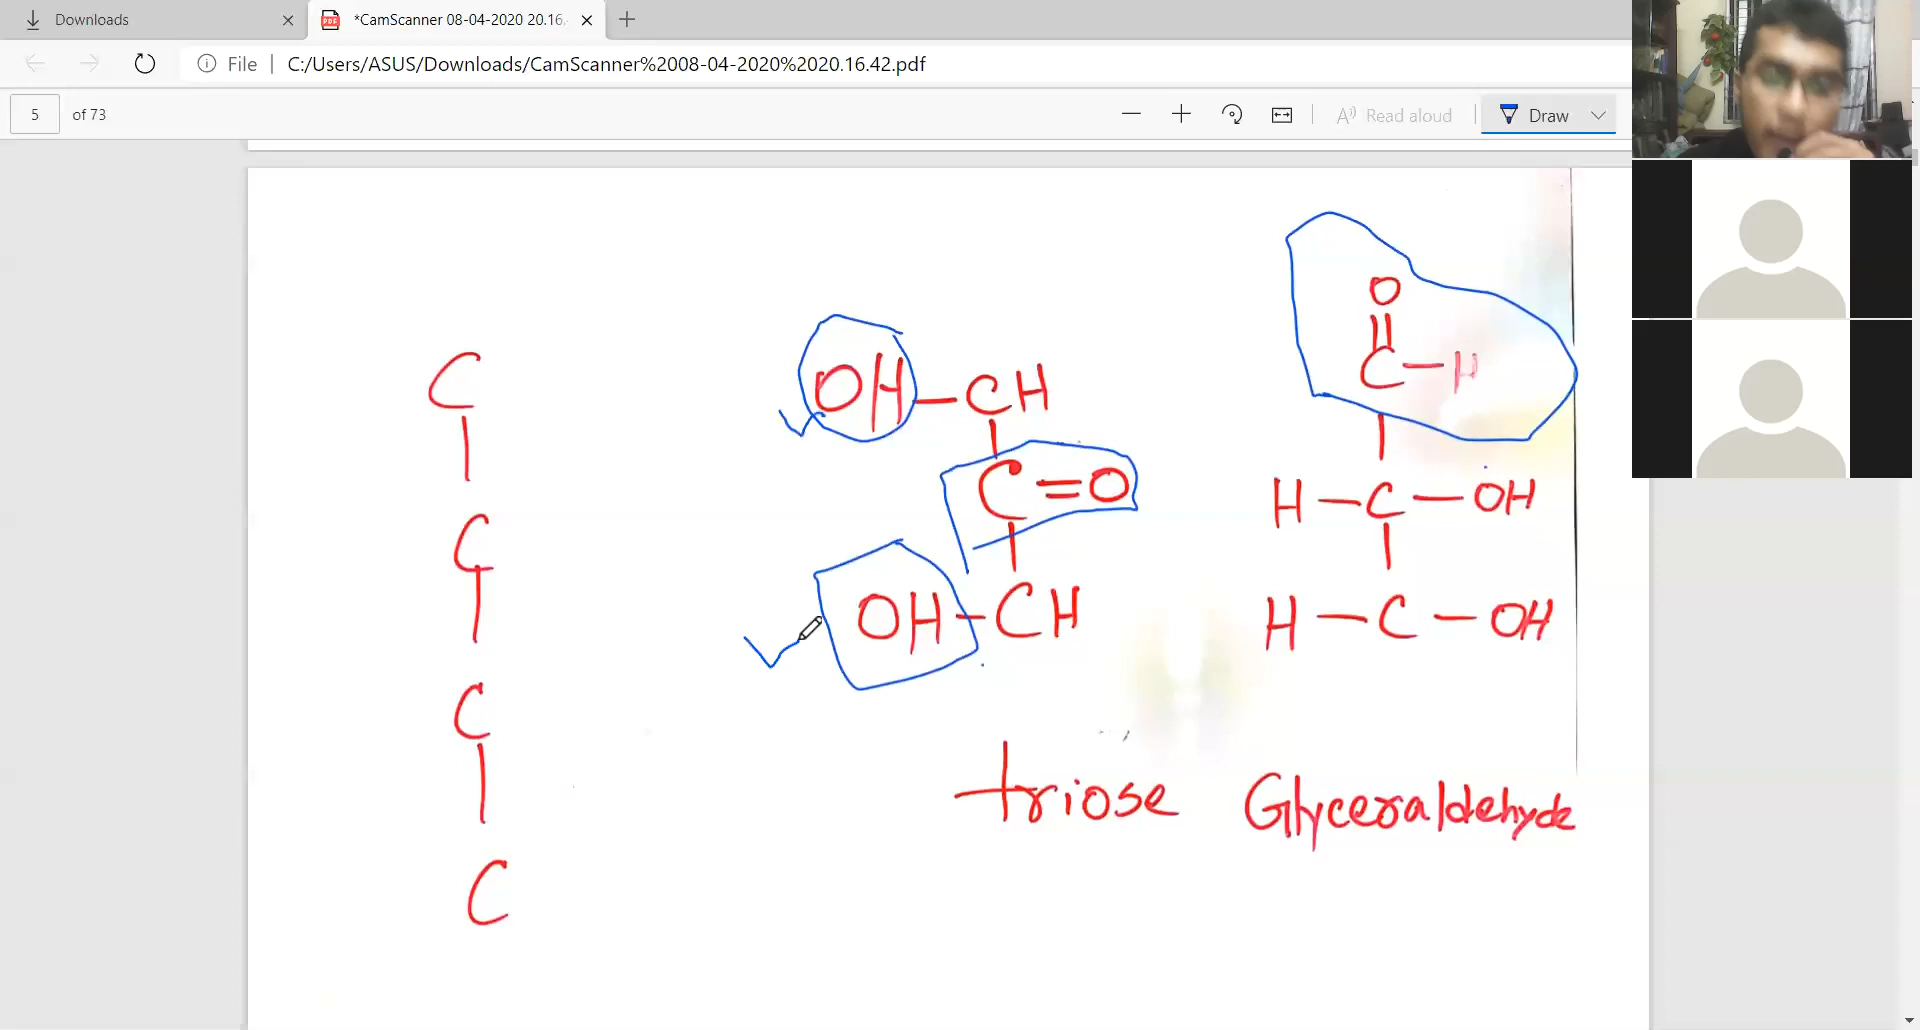 Downloads
*CamScanner 08-04-2020 20.16.
File
C:/Users/ASUS/Downloads/CamScanner%2008-04-2020%2020.16.42.pdf
5 of 73
Read aloud
Draw
C
C
C
C
OH—CH
C=O
OH—CH
triose
O
C—H
H—C—OH
H—C—OH
Glyceraldehyde